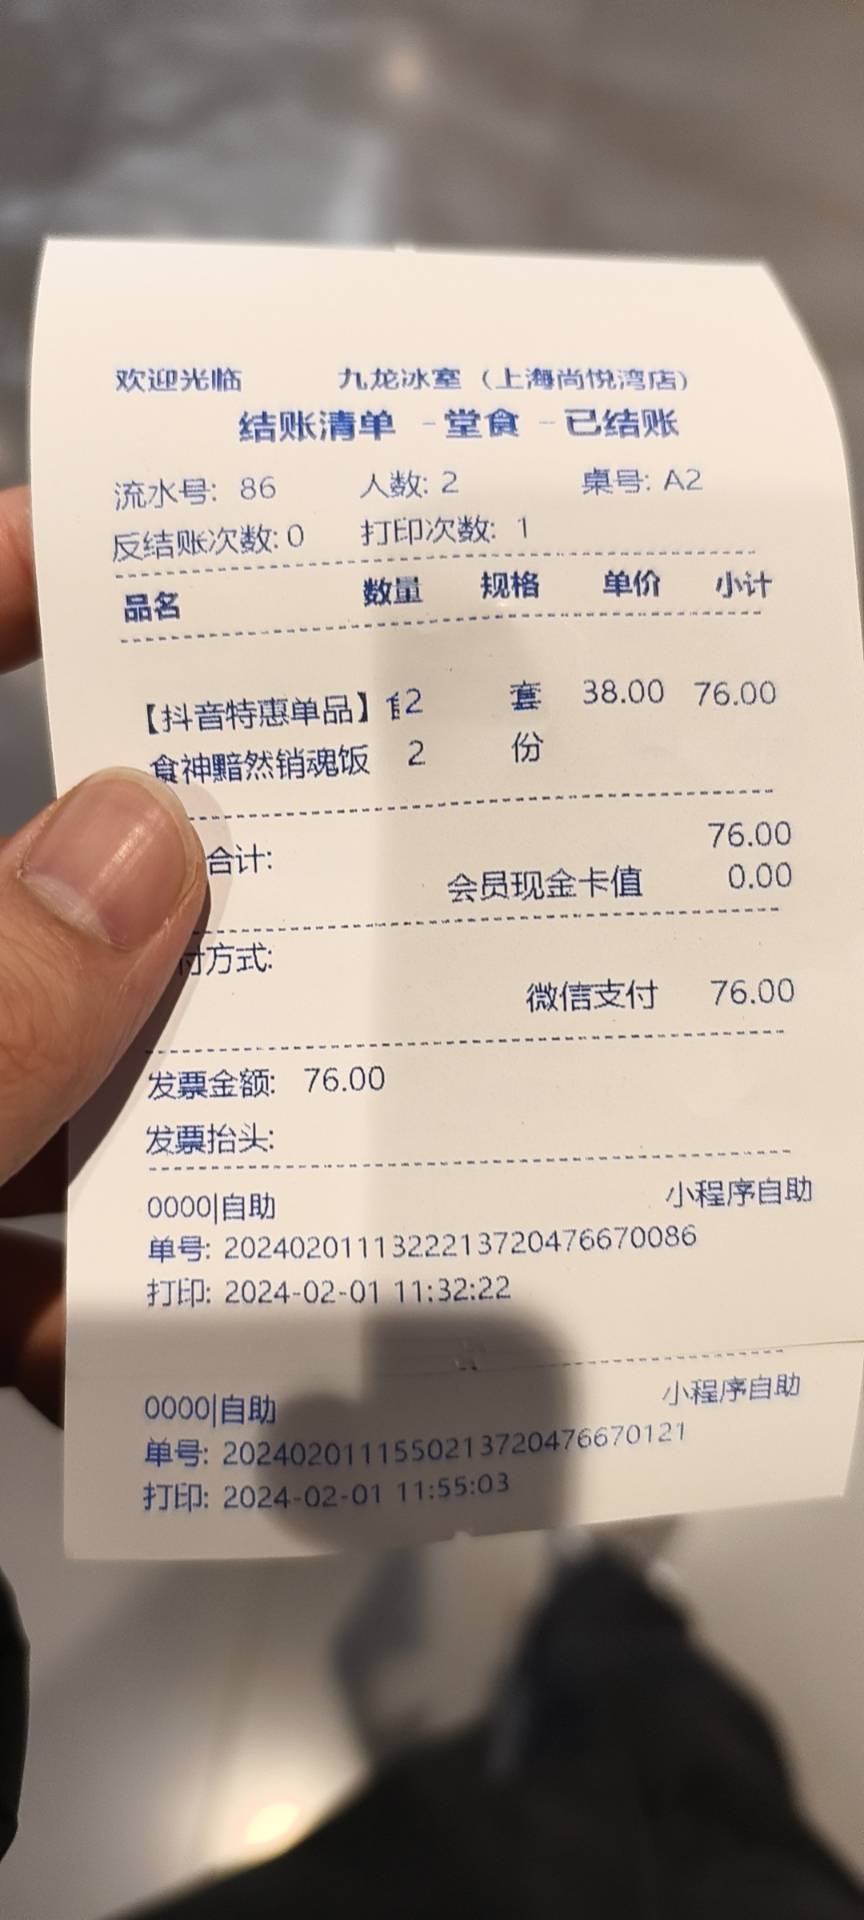 欢迎光临 九龙冰室（上海尚悦湾店）
结账清单 - 堂食 - 已结账
流水号: 86 人数: 2 桌号: A2
反结账次数: 0 打印次数: 1
品名 数量 规格 单价 小计
【抖音特惠单品】 2 套 38.00 76.00
食神黯然销魂饭 2 份
合计: 76.00
会员现金卡值 0.00
付方式:
微信支付 76.00
发票金额: 76.00
发票抬头:
0000|自助 小程序自助
单号: 20240201113222137204766​70086
打印: 2024-02-01 11:32:22
0000|自助 小程序自助
单号: 2024020111550213720476670121
打印: 2024-02-01 11:55:03